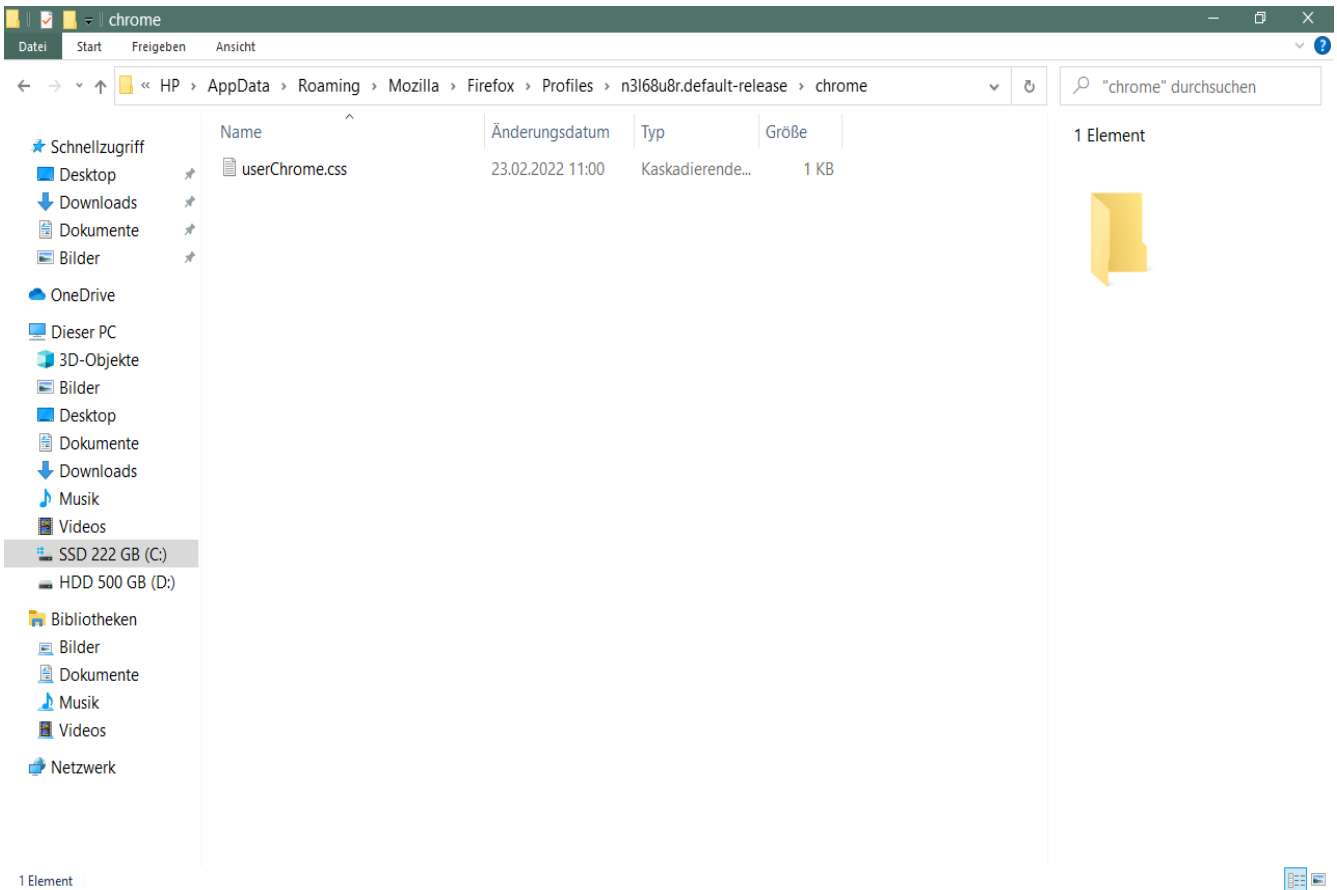 chrome
Datei Start Freigeben Ansicht
« HP › AppData › Roaming › Mozilla › Firefox › Profiles › n3l68u8r.default-release › chrome
"chrome" durchsuchen
Name Änderungsdatum Typ Größe
userChrome.css 23.02.2022 11:00 Kaskadierende... 1 KB
1 Element
Schnellzugriff
Desktop
Downloads
Dokumente
Bilder
OneDrive
Dieser PC
3D-Objekte
Bilder
Desktop
Dokumente
Downloads
Musik
Videos
SSD 222 GB (C:)
HDD 500 GB (D:)
Bibliotheken
Bilder
Dokumente
Musik
Videos
Netzwerk
1 Element